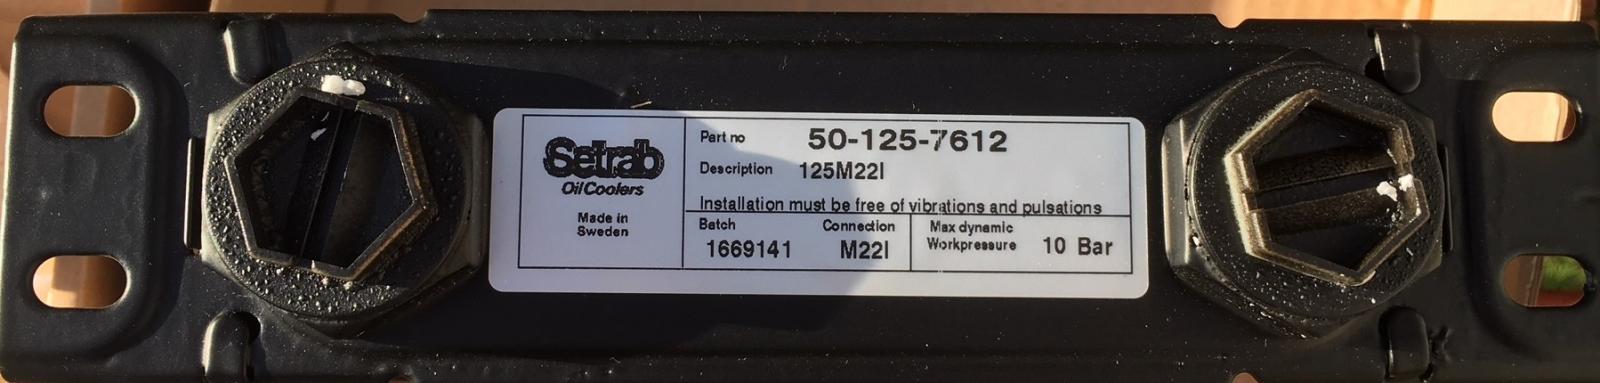 Setrab
Oil Coolers
Made in
Sweden
Part no 50-125-7612
Description 125M22I
Installation must be free of vibrations and pulsations
Batch Connection Max dynamic
1669141 M22I Workpressure 10 Bar